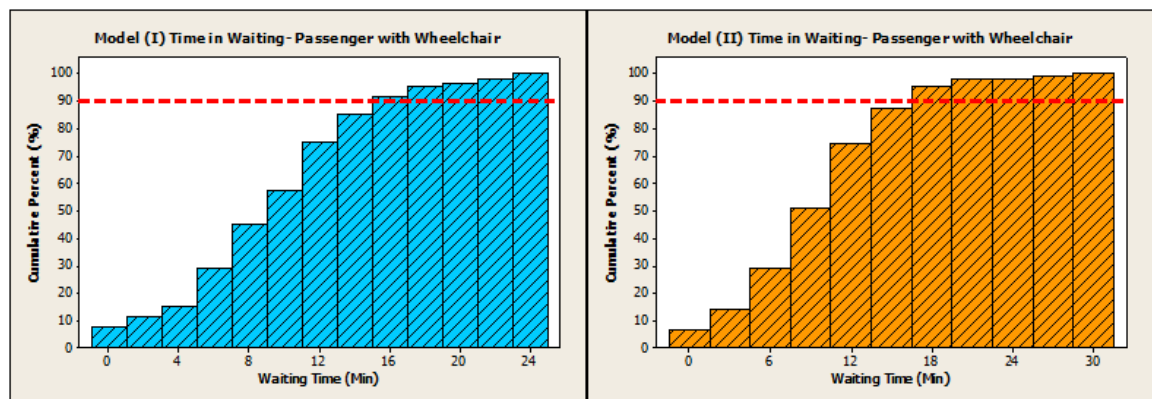 Model (I) Time in Waiting- Passenger with Wheelchair
100
90
80
70
60
50
40
30
20
10
0
Cumulative Percent (%)
0 4 8 12 16 20 24
Waiting Time (Min)
Model (II) Time in Waiting- Passenger with Wheelchair
100
90
80
70
60
50
40
30
20
10
0
Cumulative Percent (%)
0 6 12 18 24 30
Waiting Time (Min)